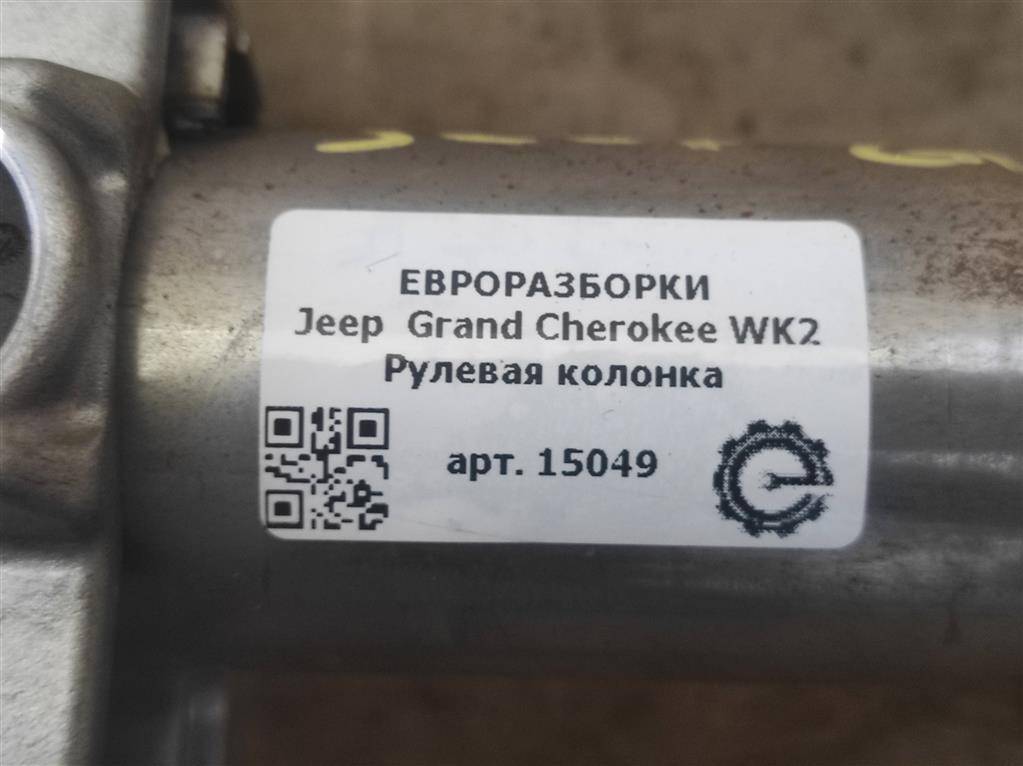 ЕВРОРАЗБОРКИ
Jeep Grand Cherokee WK2
Рулевая колонка
арт. 15049